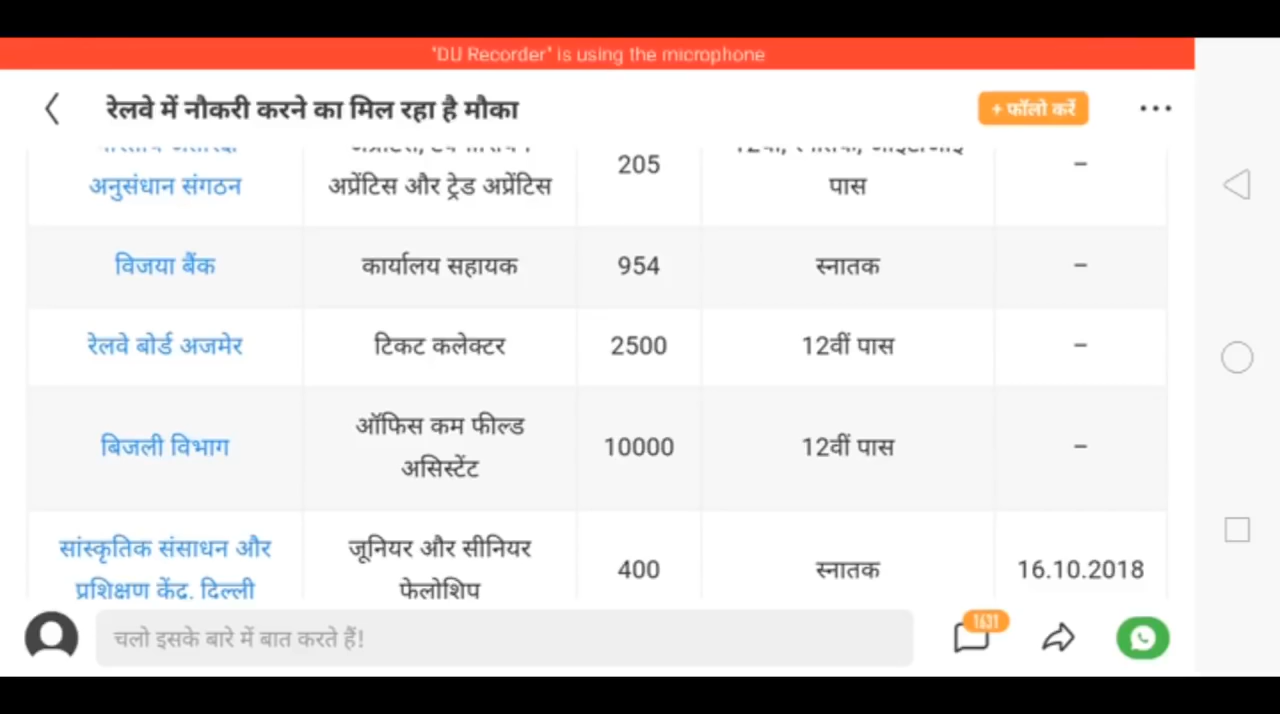 "DU Recorder" is using the microphone
रेलवे में नौकरी करने का मिल रहा है मौका
+ फॉलो करें
अनुसंधान संगठन
अप्रेंटिस और ट्रेड अप्रेंटिस
205
पास
–
विजया बैंक
कार्यालय सहायक
954
स्नातक
–
रेलवे बोर्ड अजमेर
टिकट कलेक्टर
2500
12वीं पास
–
बिजली विभाग
ऑफिस कम फील्ड
असिस्टेंट
10000
12वीं पास
–
सांस्कृतिक संसाधन और
प्रशिक्षण केंद्र, दिल्ली
जूनियर और सीनियर
फेलोशिप
400
स्नातक
16.10.2018
चलो इसके बारे में बात करते हैं!
1631